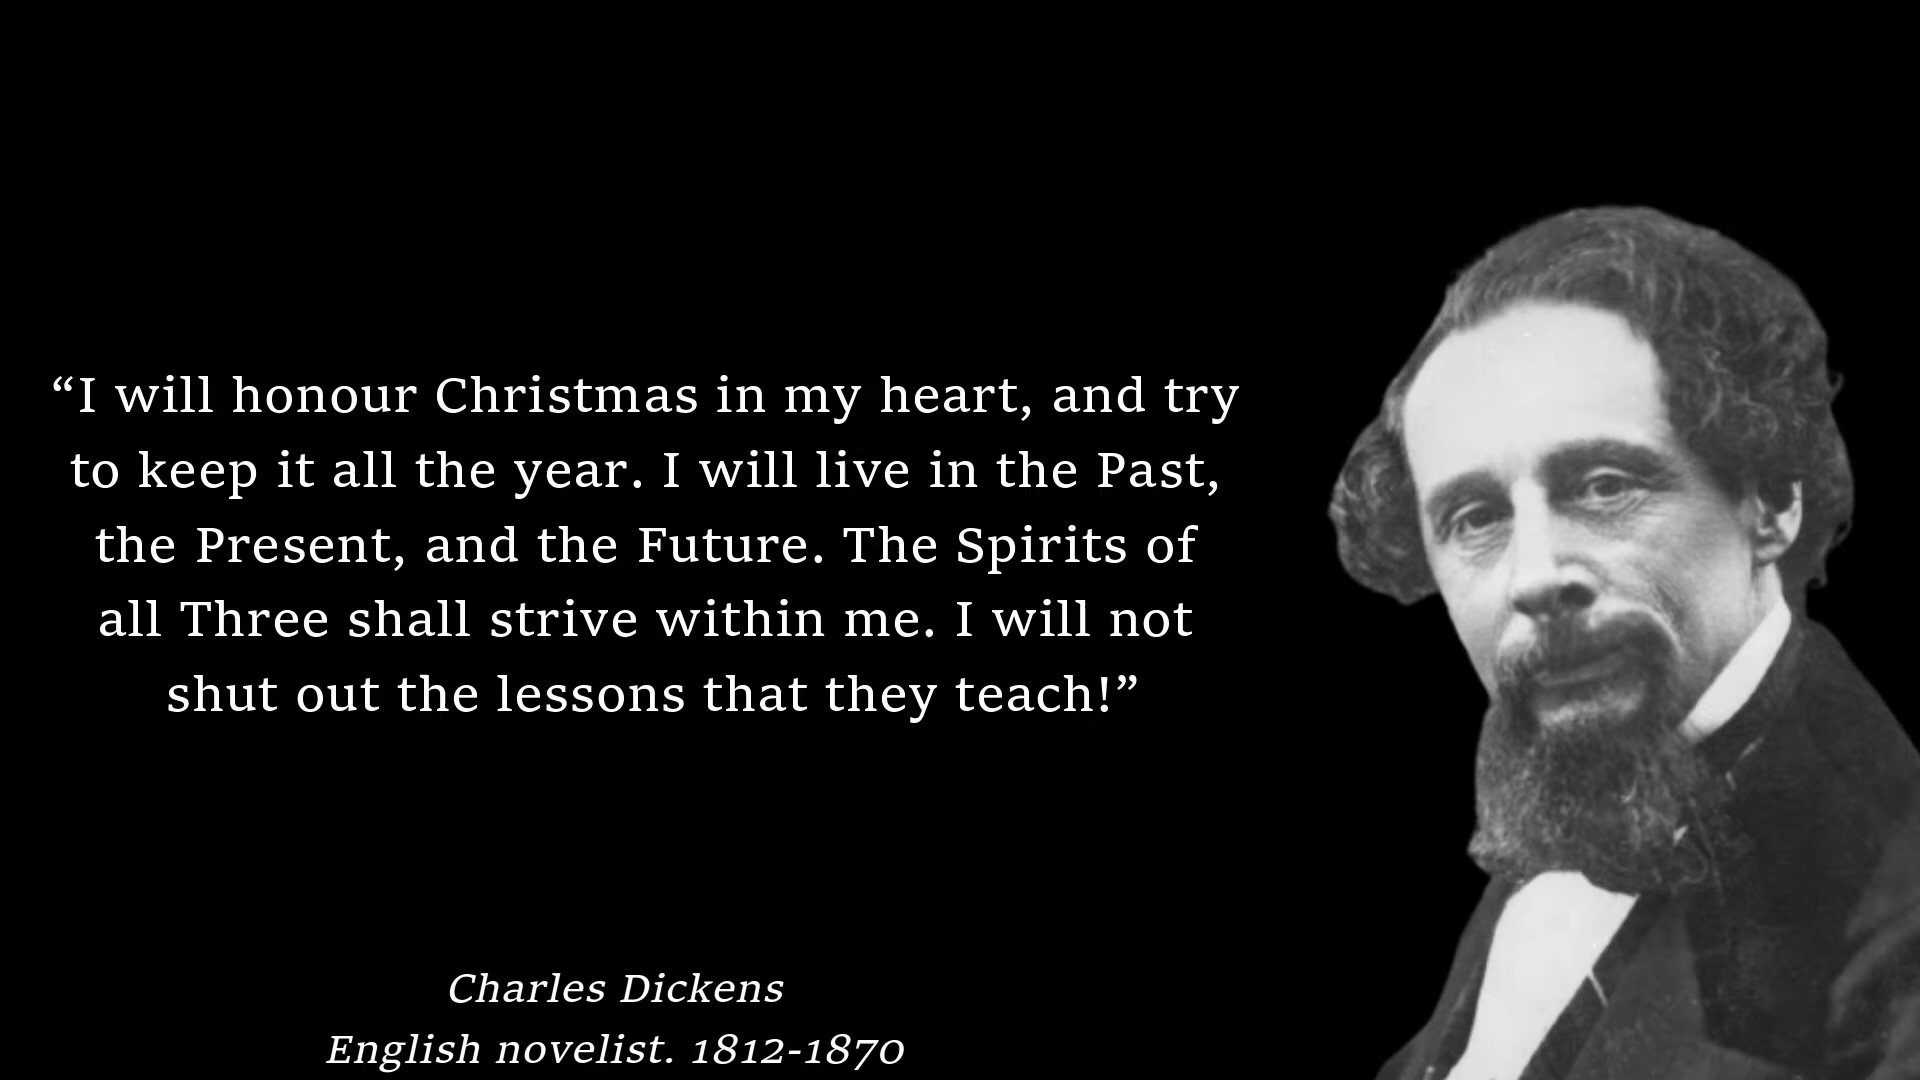 “I will honour Christmas in my heart, and try
to keep it all the year. I will live in the Past,
the Present, and the Future. The Spirits of
all Three shall strive within me. I will not
shut out the lessons that they teach!”
Charles Dickens
English novelist. 1812-1870